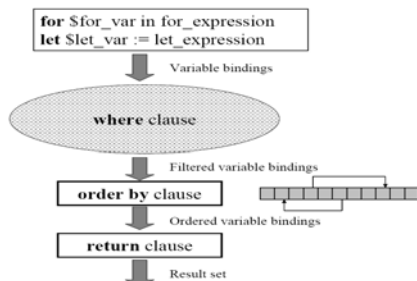 for $for_var in for_expression
let $let_var := let_expression
Variable bindings
where clause
Filtered variable bindings
order by clause
Ordered variable bindings
return clause
Result set